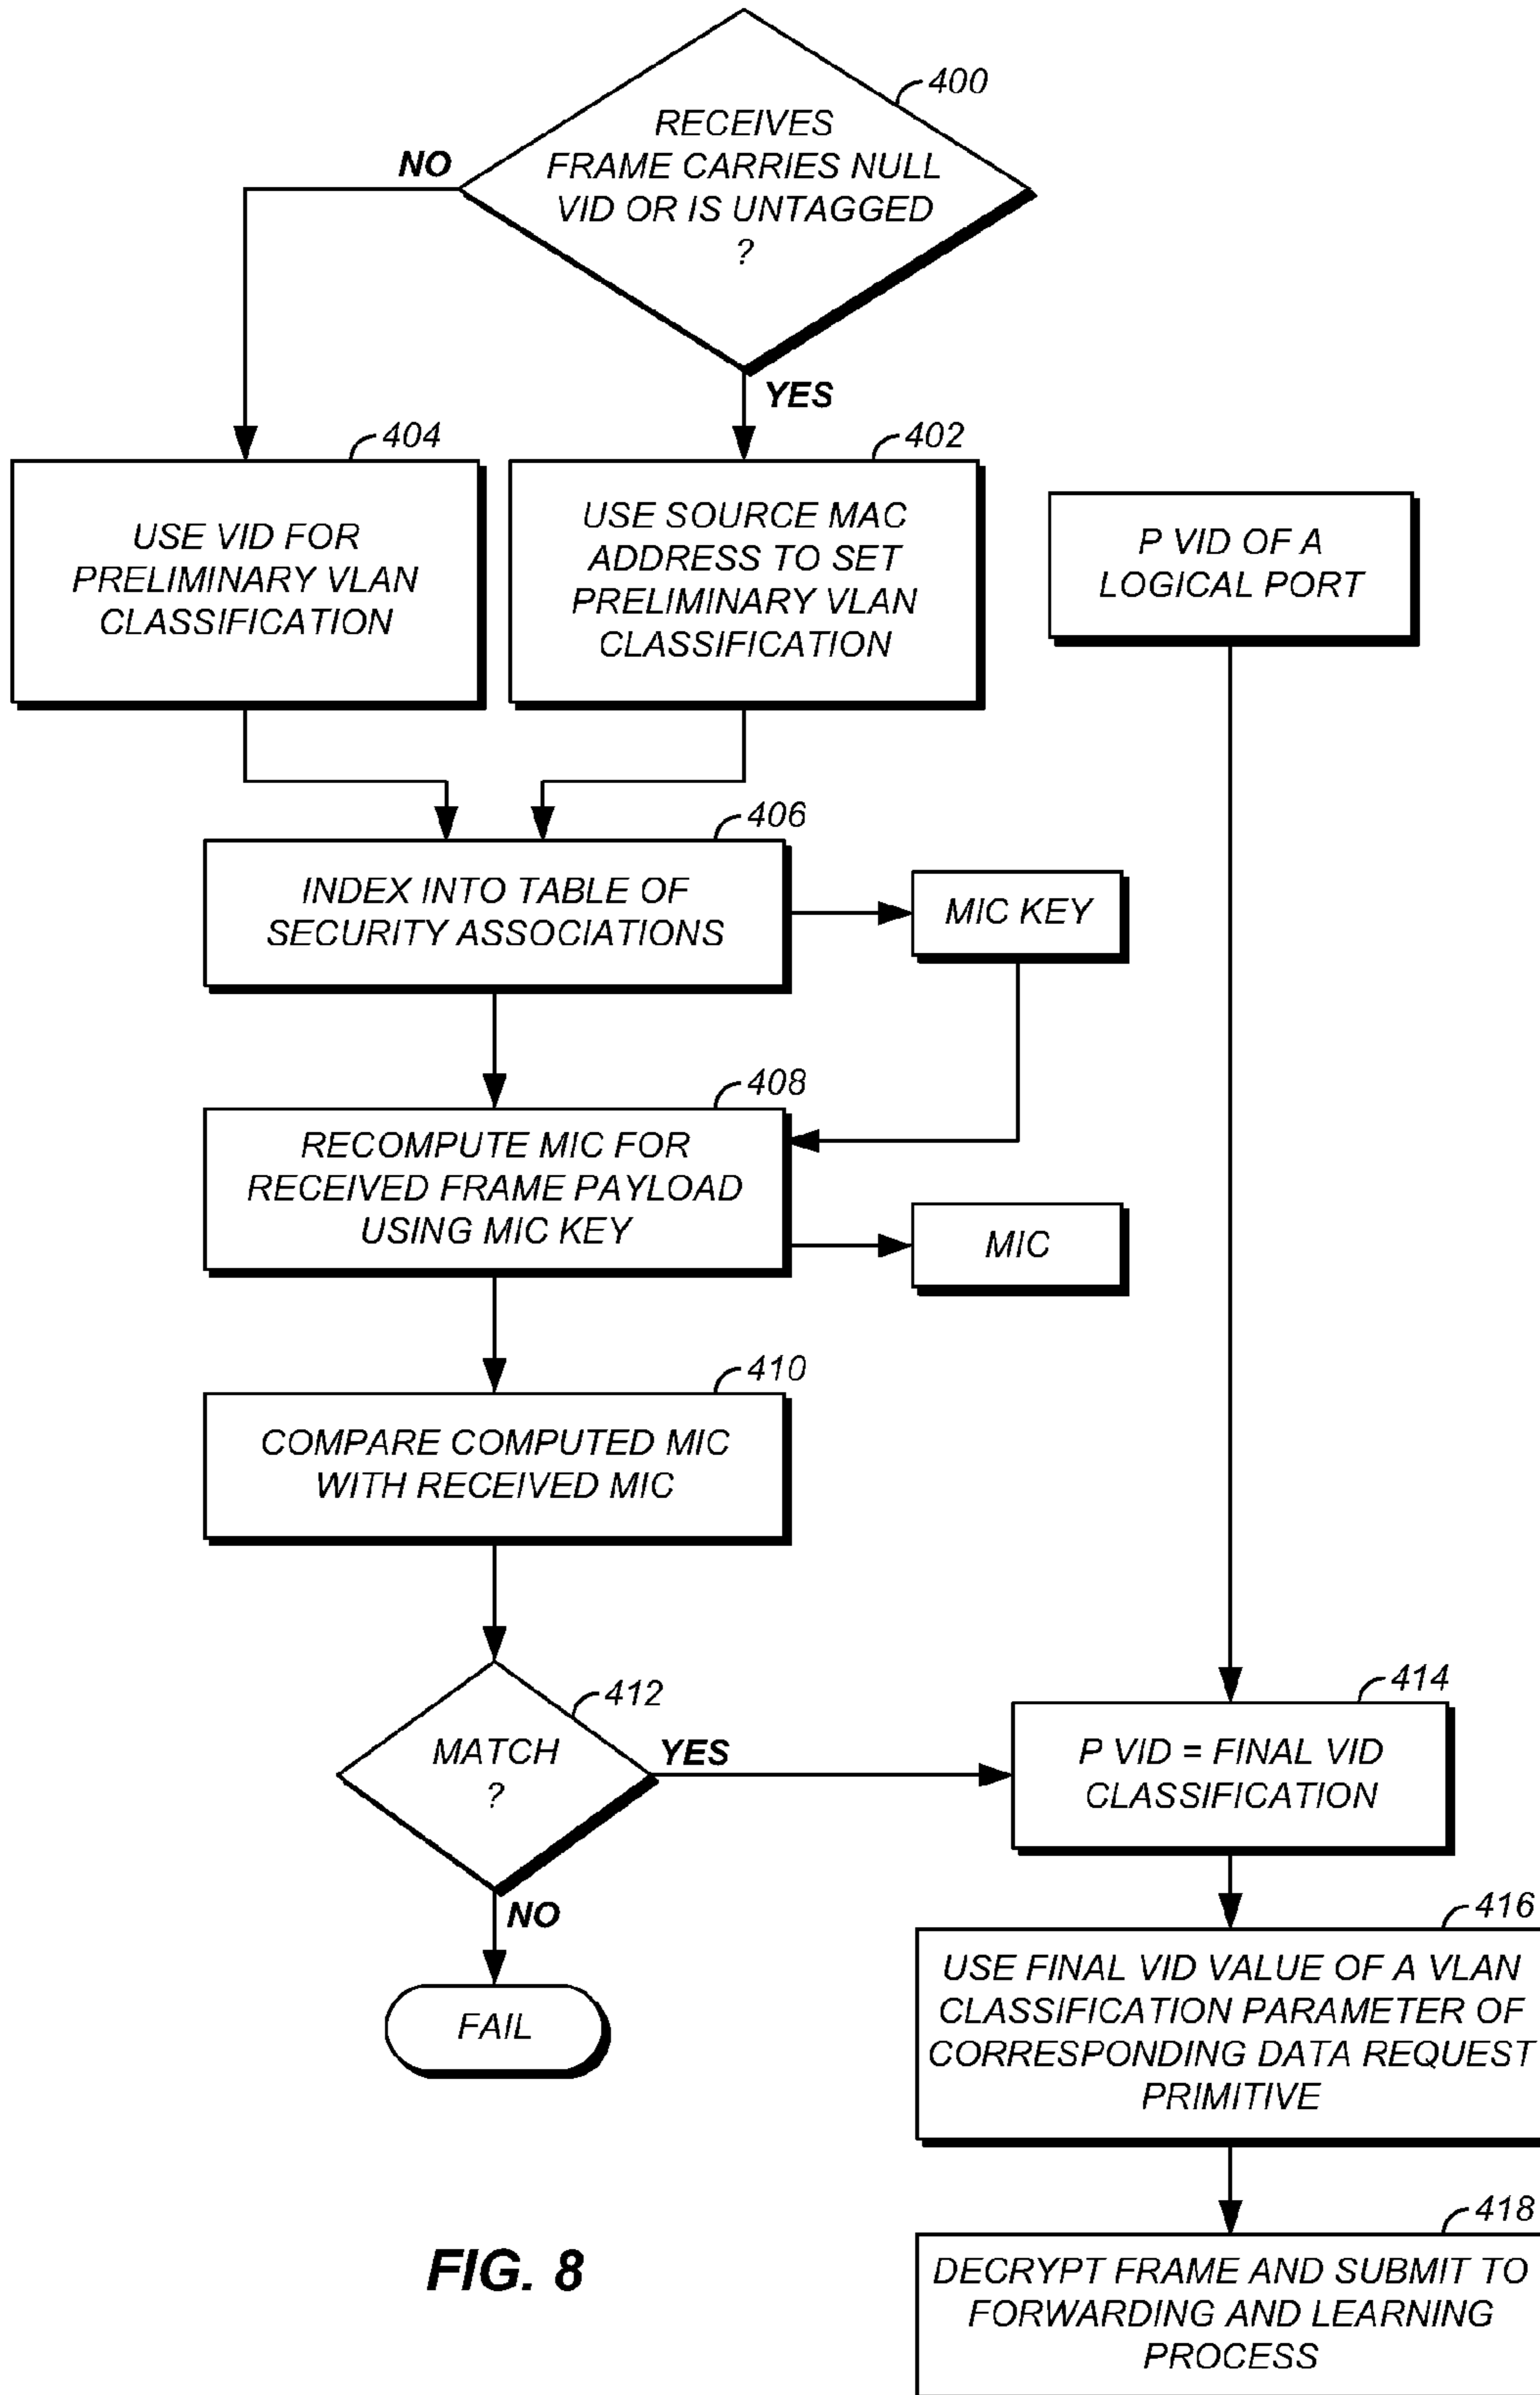 400
RECEIVES
FRAME CARRIES NULL
VID OR IS UNTAGGED
?
NO
YES
404
USE VID FOR
PRELIMINARY VLAN
CLASSIFICATION
402
USE SOURCE MAC
ADDRESS TO SET
PRELIMINARY VLAN
CLASSIFICATION
P VID OF A
LOGICAL PORT
406
INDEX INTO TABLE OF
SECURITY ASSOCIATIONS
MIC KEY
408
RECOMPUTE MIC FOR
RECEIVED FRAME PAYLOAD
USING MIC KEY
MIC
410
COMPARE COMPUTED MIC
WITH RECEIVED MIC
412
MATCH
?
YES
NO
FAIL
414
P VID = FINAL VID
CLASSIFICATION
416
USE FINAL VID VALUE OF A VLAN
CLASSIFICATION PARAMETER OF
CORRESPONDING DATA REQUEST
PRIMITIVE
418
DECRYPT FRAME AND SUBMIT TO
FORWARDING AND LEARNING
PROCESS
FIG. 8